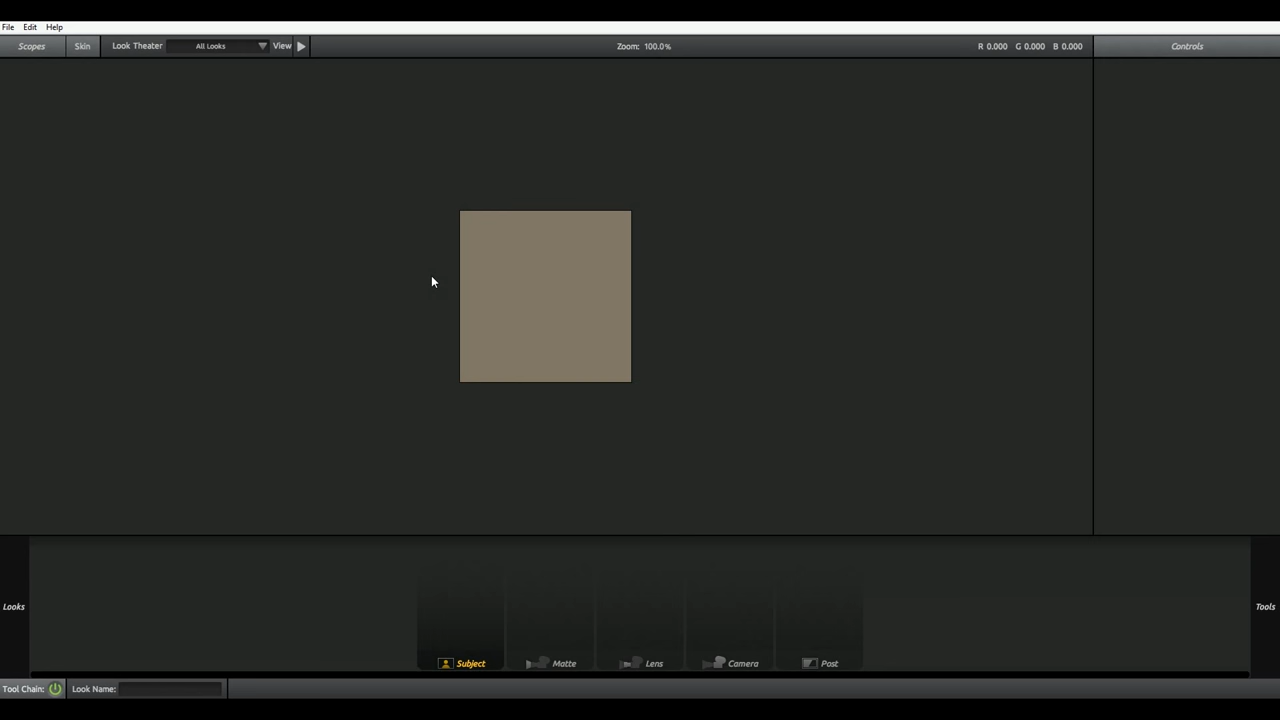 File Edit Help
Scopes Skin Look Theater All Looks View Zoom: 100.0% R 0.000 G 0.000 B 0.000 Controls
Looks Tools
Subject Matte Lens Camera Post
Tool Chain: Look Name: